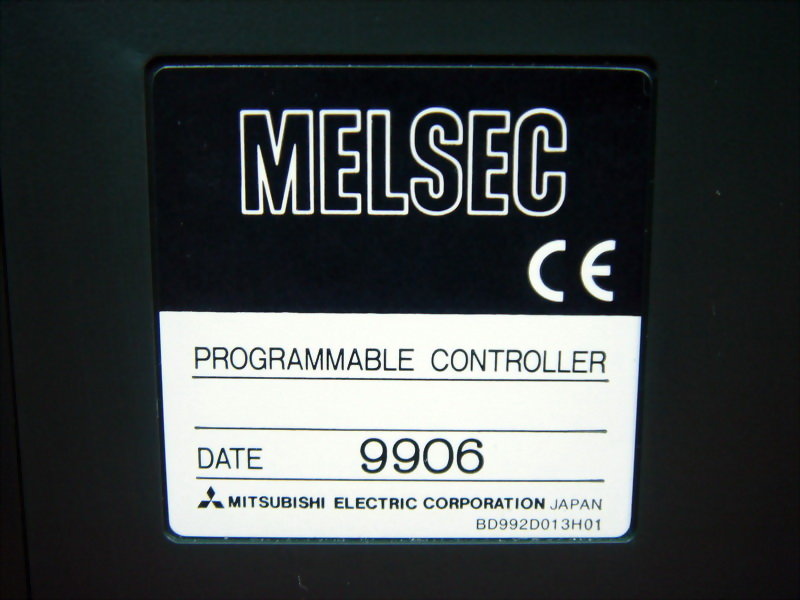 MELSEC
CE
PROGRAMMABLE CONTROLLER
DATE 9906
MITSUBISHI ELECTRIC CORPORATION JAPAN
BD992D013H01